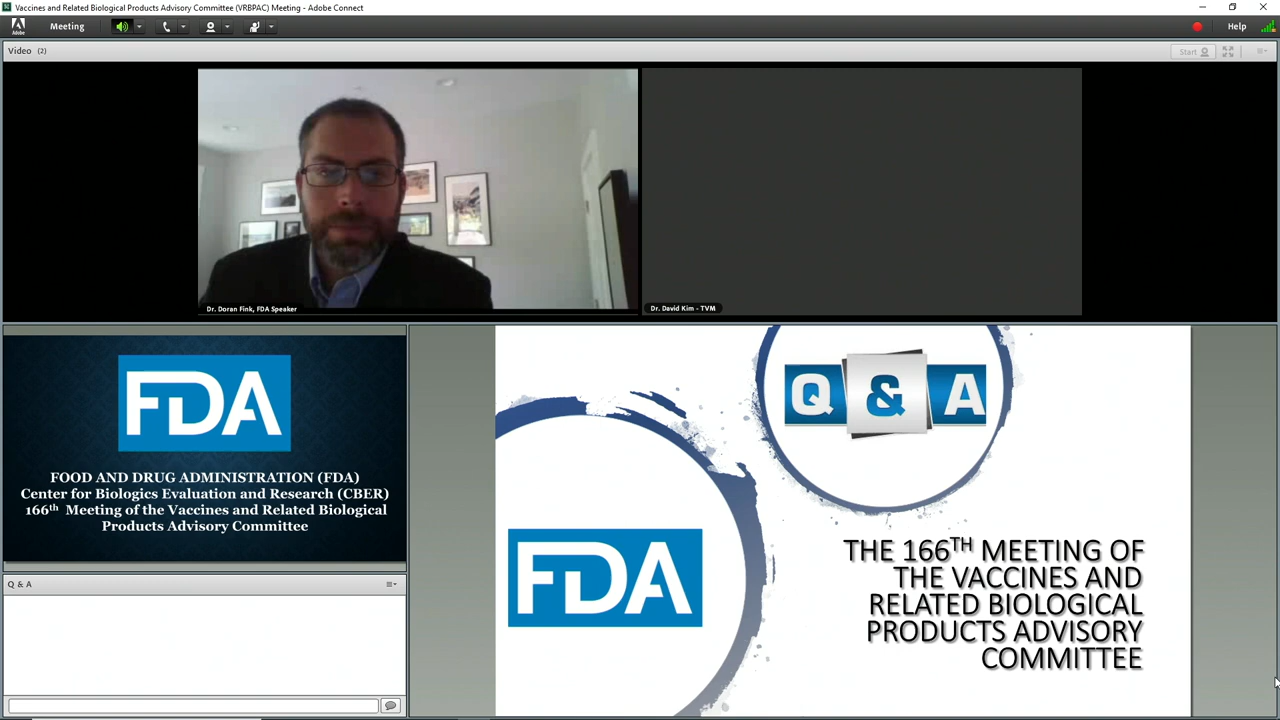 Vaccines and Related Biological Products Advisory Committee (VRBPAC) Meeting - Adobe Connect
Adobe
Meeting
Help
Video (2)
Start
Dr. Doran Fink, FDA Speaker
Dr. David Kim - TVM
FDA
FOOD AND DRUG ADMINISTRATION (FDA)
Center for Biologics Evaluation and Research (CBER)
166th Meeting of the Vaccines and Related Biological
Products Advisory Committee
Q & A
Q & A
FDA
THE 166TH MEETING OF
THE VACCINES AND
RELATED BIOLOGICAL
PRODUCTS ADVISORY
COMMITTEE